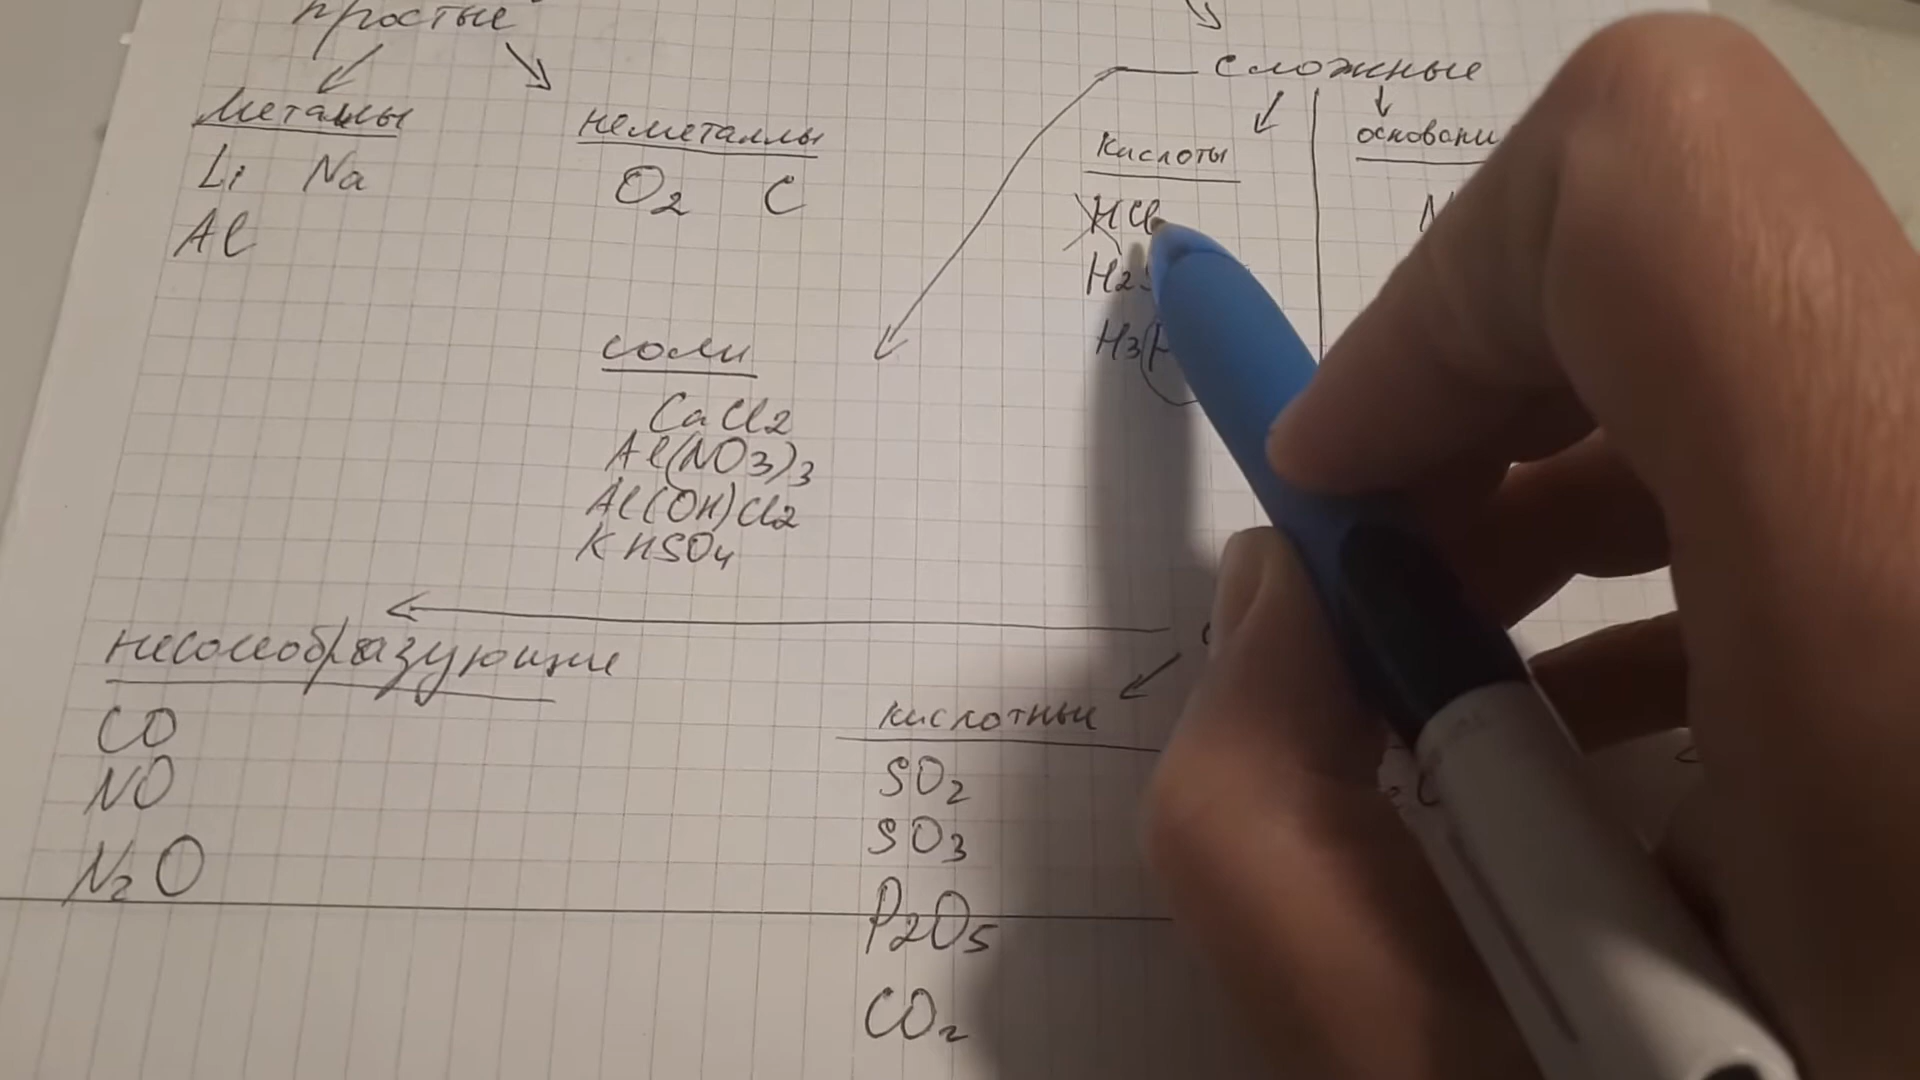 простые
сложные
металлы
неметаллы
кислоты
Li Na
O2 C
HCl
Al
соли
CaCl2
Al(NO3)3
Al(OH)Cl2
KHSO4
несолеобразующие
CO
NO
N2O
кислотные
SO2
SO3
P2O5
CO2